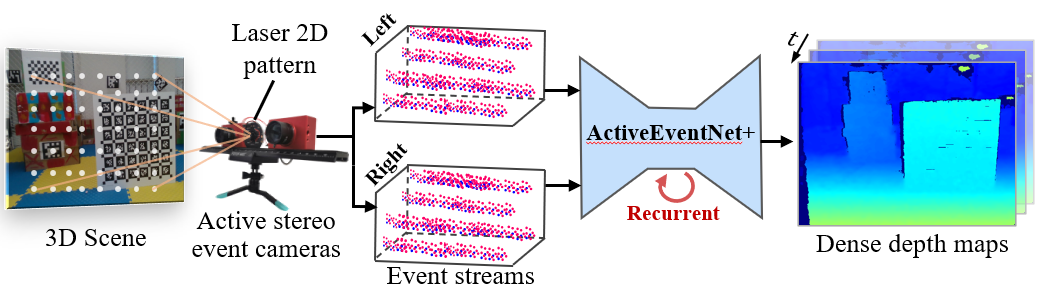 Laser 2D
pattern
Left
Right
t
ActiveEventNet+
Recurrent
3D Scene
Active stereo
event cameras
Event streams
Dense depth maps